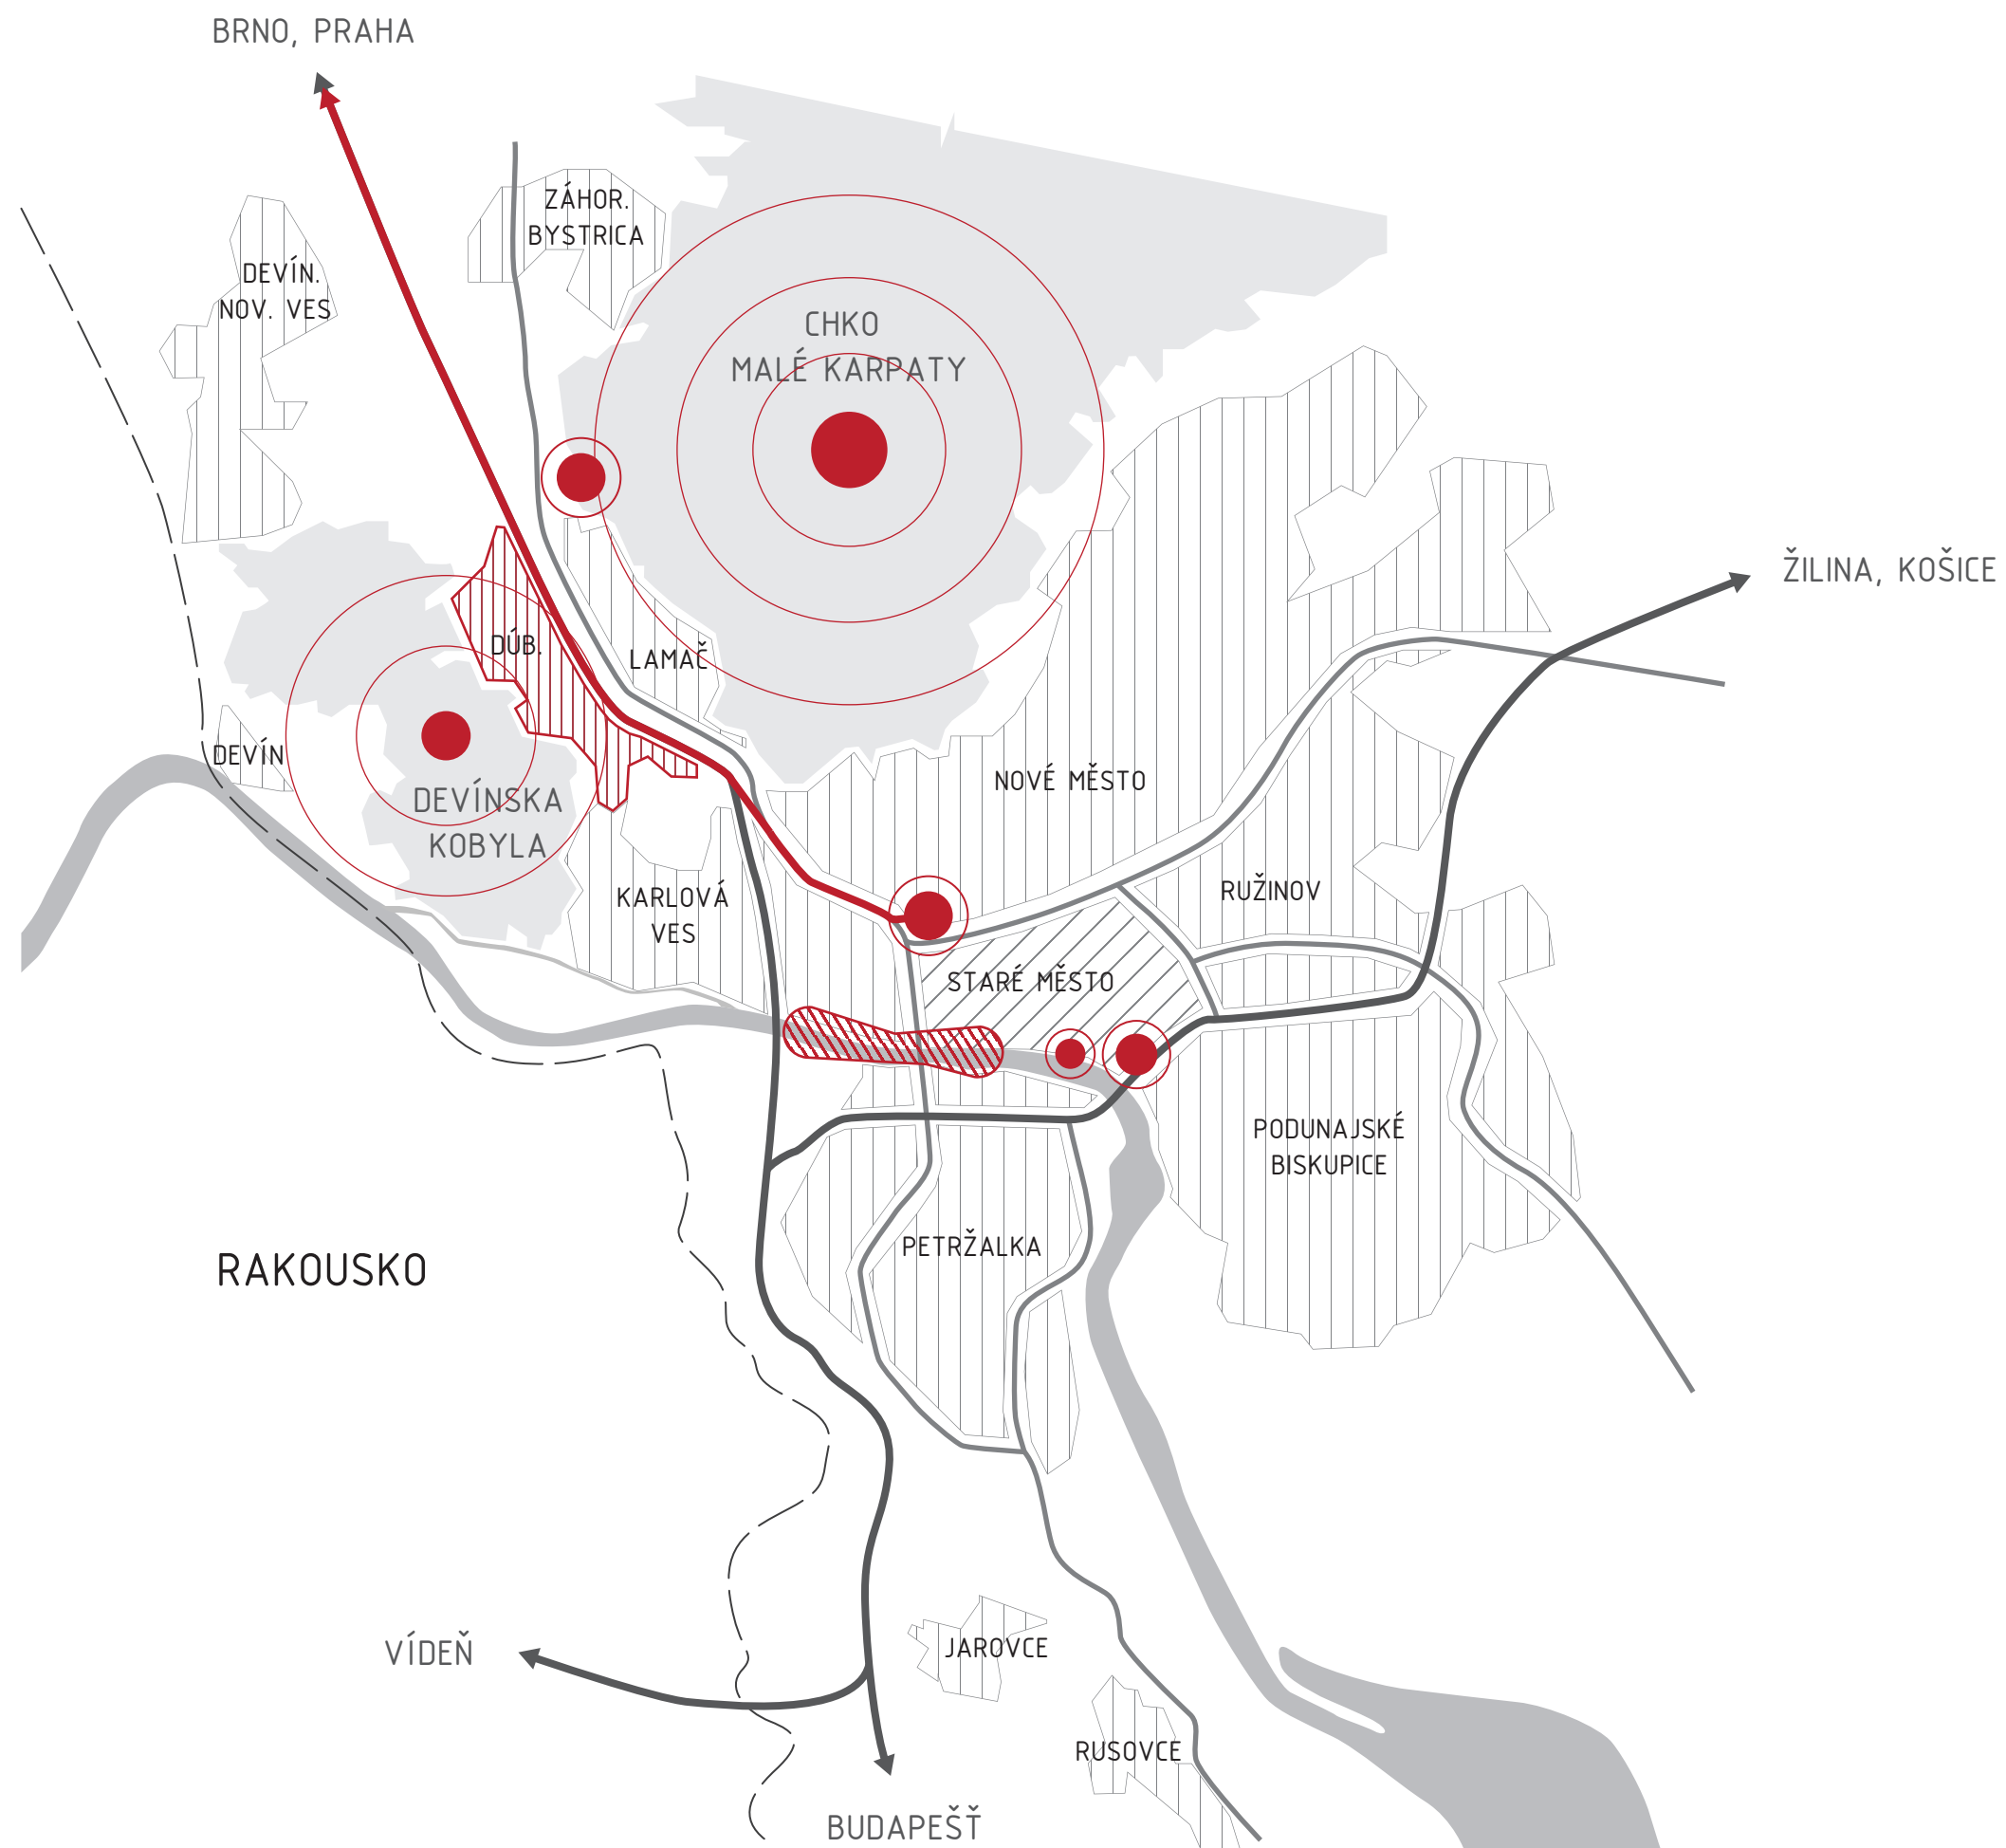 BRNO, PRAHA
ZÁHOR.
BYSTRICA
DEVÍN.
NOV. VES
CHKO
MALÉ KARPATY
ŽILINA, KOŠICE
DÚB.
LAMAČ
DEVÍN
NOVÉ MĚSTO
DEVÍNSKA
KOBYLA
KARLOVÁ
VES
RUŽINOV
STARÉ MĚSTO
PODUNAJSKÉ
BISKUPICE
PETRŽALKA
RAKOUSKO
VÍDEŇ
JAROVCE
RUSOVCE
BUDAPEŠŤ